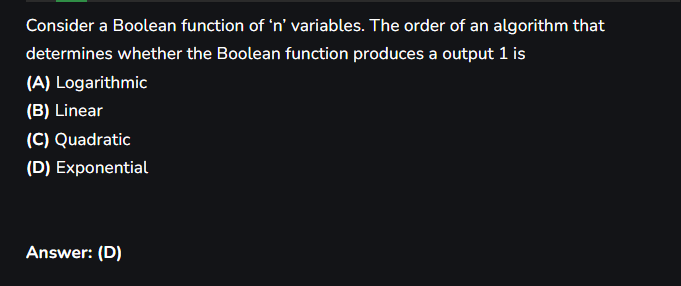 Consider a Boolean function of ‘n’ variables. The order of an algorithm that
determines whether the Boolean function produces a output 1 is
(A) Logarithmic
(B) Linear
(C) Quadratic
(D) Exponential
Answer: (D)